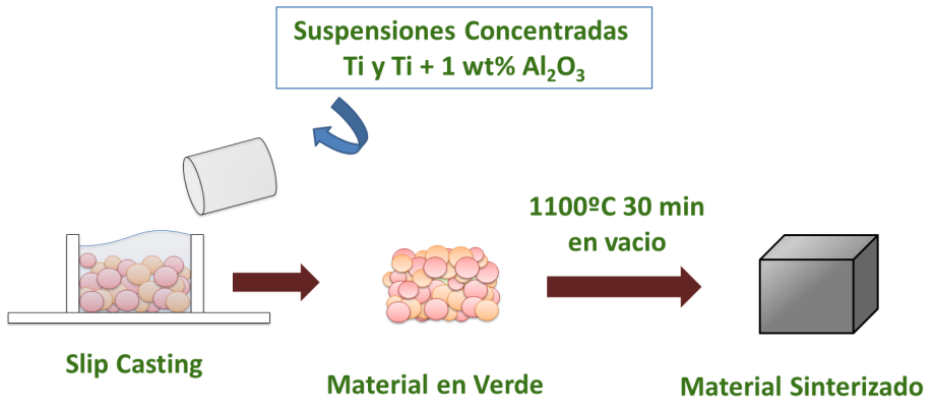 Suspensiones Concentradas
Ti y Ti + 1 wt% Al₂O₃
1100ºC 30 min
en vacio
Slip Casting
Material en Verde
Material Sinterizado